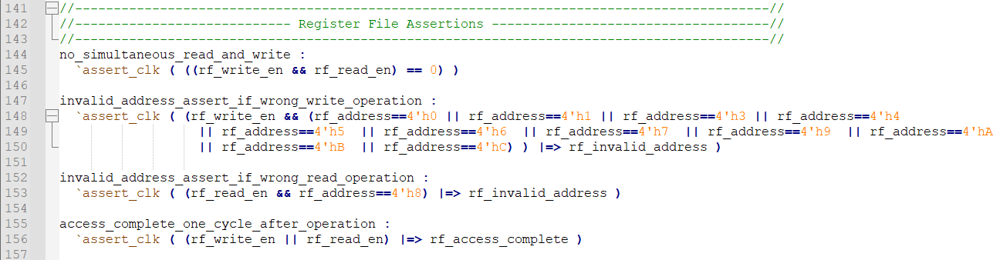 141 //------------------------------------------------------------------------------------------//
142 //---------------------------- Register File Assertions ------------------------------------//
143 //------------------------------------------------------------------------------------------//
144 no_simultaneous_read_and_write :
145   `assert_clk ( ((rf_write_en && rf_read_en) == 0) )
146
147 invalid_address_assert_if_wrong_write_operation :
148   `assert_clk ( (rf_write_en && (rf_address==4'h0 || rf_address==4'h1 || rf_address==4'h3 || rf_address==4'h4
149                   || rf_address==4'h5  || rf_address==4'h6  || rf_address==4'h7  || rf_address==4'h9  || rf_address==4'hA
150                   || rf_address==4'hB  || rf_address==4'hC) ) |=> rf_invalid_address )
151
152 invalid_address_assert_if_wrong_read_operation :
153   `assert_clk ( (rf_read_en && rf_address==4'h8) |=> rf_invalid_address )
154
155 access_complete_one_cycle_after_operation :
156   `assert_clk ( (rf_write_en || rf_read_en) |=> rf_access_complete )
157